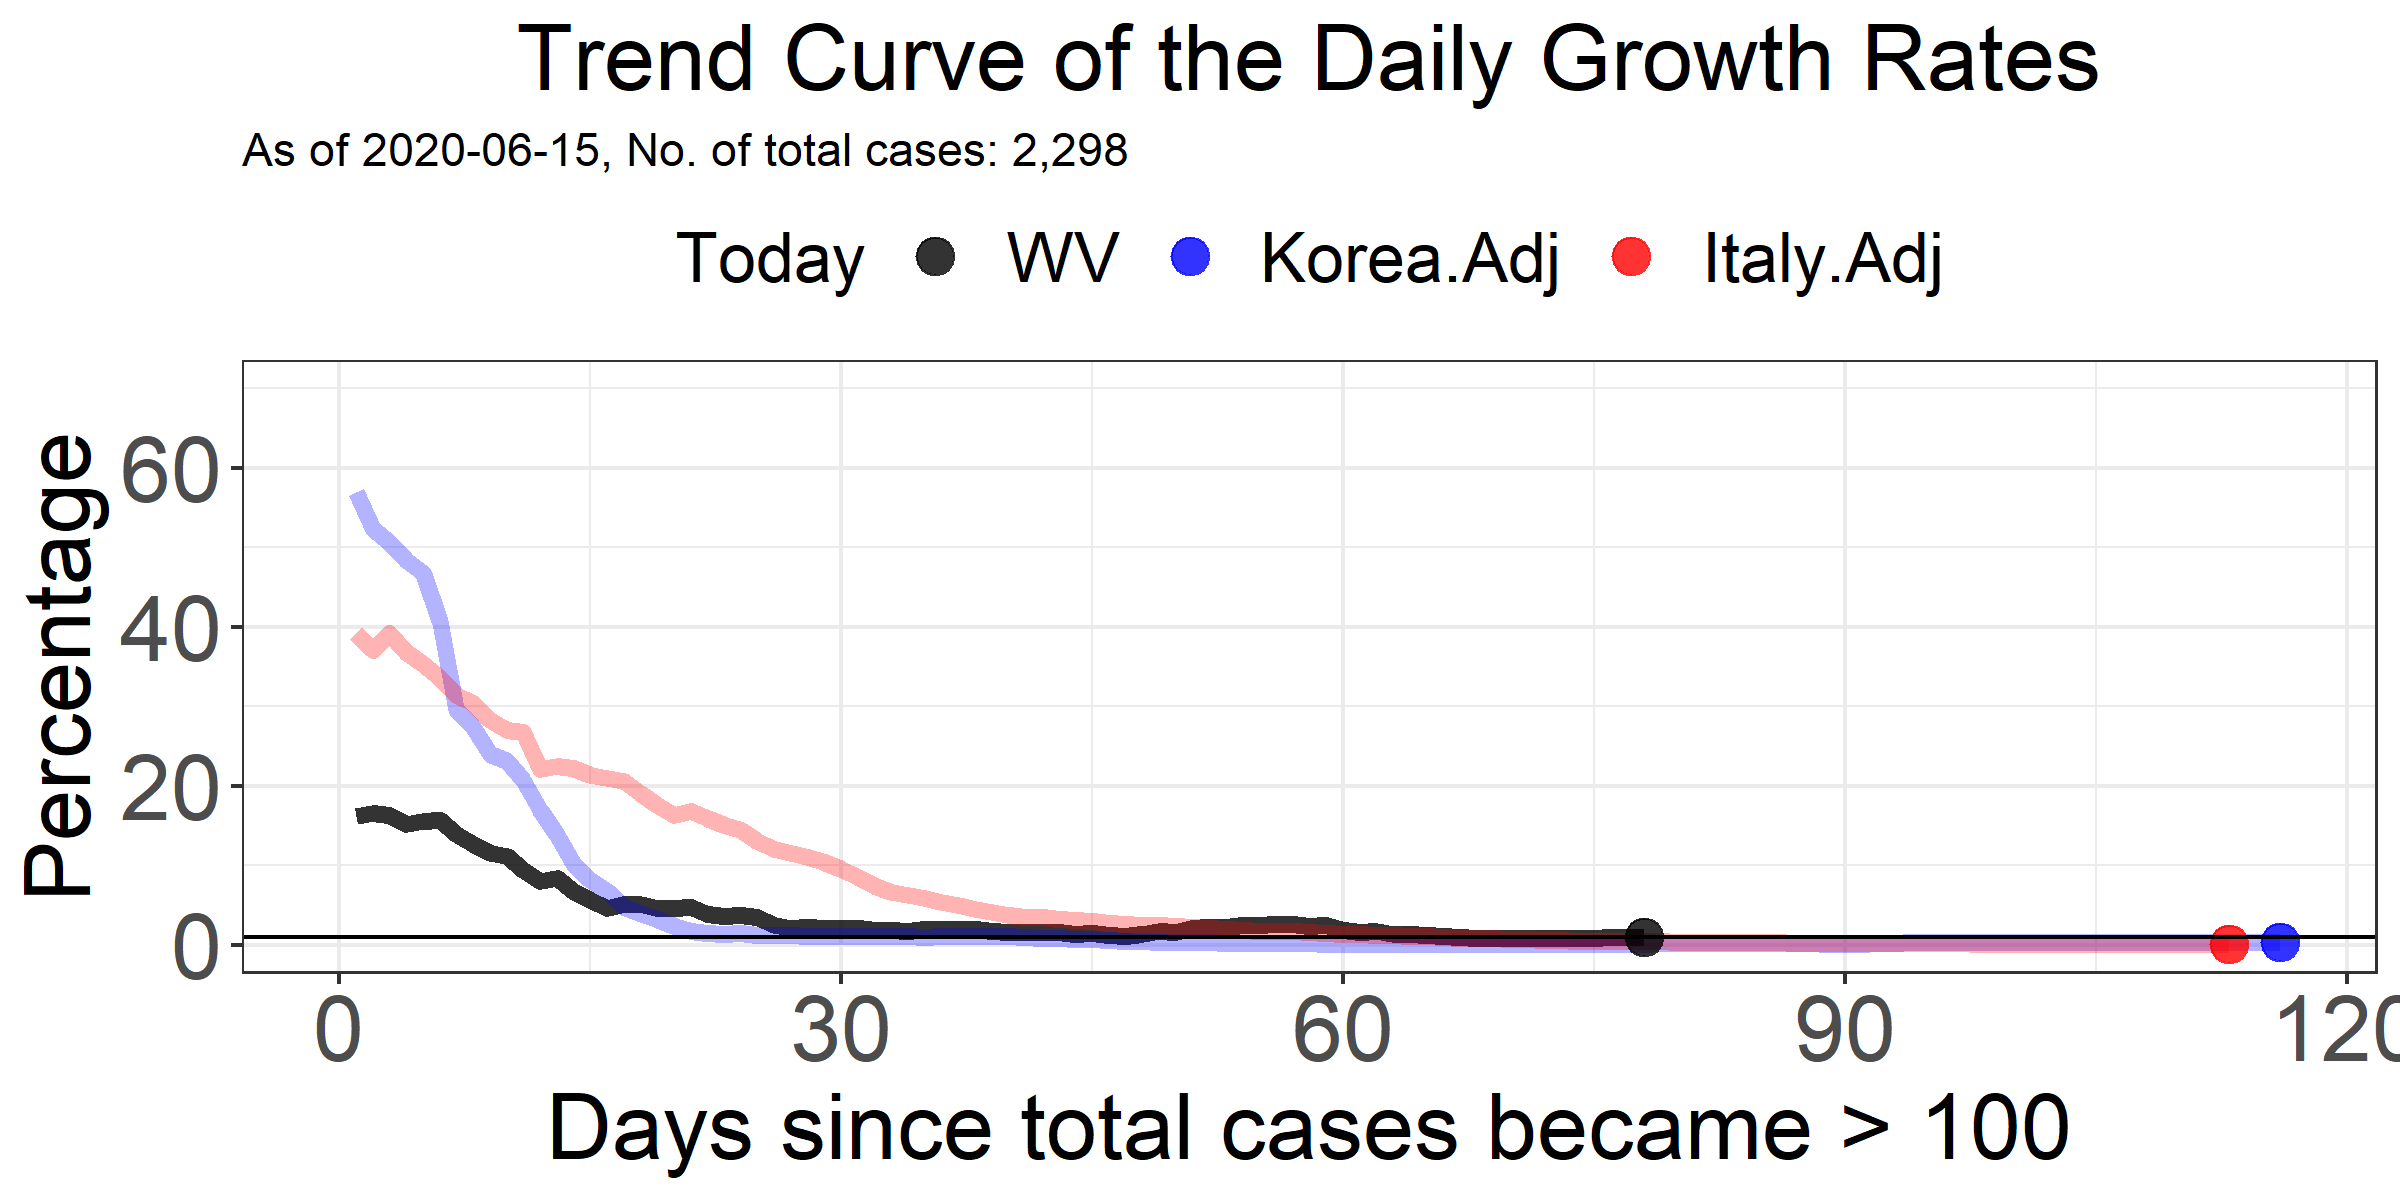 Trend Curve of the Daily Growth Rates
As of 2020-06-15, No. of total cases: 2,298
Today WV Korea.Adj Italy.Adj
Percentage
60
40
20
0
0 30 60 90 120
Days since total cases became > 100